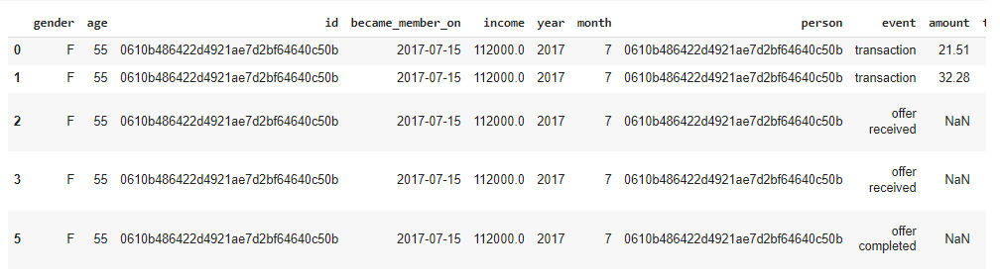 gender age id became_member_on income year month person event amount t
0 F 55 0610b486422d4921ae7d2bf64640c50b 2017-07-15 112000.0 2017 7 0610b486422d4921ae7d2bf64640c50b transaction 21.51
1 F 55 0610b486422d4921ae7d2bf64640c50b 2017-07-15 112000.0 2017 7 0610b486422d4921ae7d2bf64640c50b transaction 32.28
2 F 55 0610b486422d4921ae7d2bf64640c50b 2017-07-15 112000.0 2017 7 0610b486422d4921ae7d2bf64640c50b offer received NaN
3 F 55 0610b486422d4921ae7d2bf64640c50b 2017-07-15 112000.0 2017 7 0610b486422d4921ae7d2bf64640c50b offer received NaN
5 F 55 0610b486422d4921ae7d2bf64640c50b 2017-07-15 112000.0 2017 7 0610b486422d4921ae7d2bf64640c50b offer completed NaN